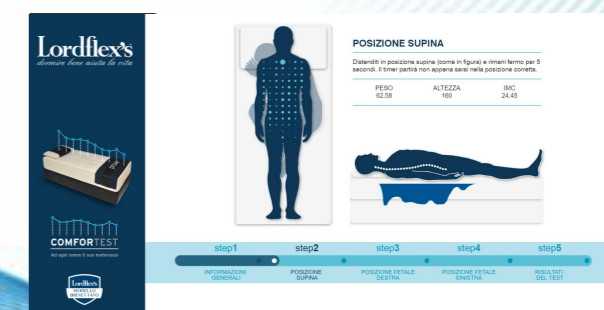 Lordflex's
dormire bene aiuta la vita
COMFORTEST
Ad ogni sonno il suo materasso
Lordflex's
MODELLO
BREVETTATO
POSIZIONE SUPINA
Distenditi in posizione supina (come in figura) e rimani fermo per 5
secondi. Il timer partirà non appena sarai nella posizione corretta.
PESO ALTEZZA IMC
62.58 160 24.45
step1 step2 step3 step4 step5
INFORMAZIONI GENERALI
POSIZIONE SUPINA
POSIZIONE FETALE DESTRA
POSIZIONE FETALE SINISTRA
RISULTATI DEL TEST